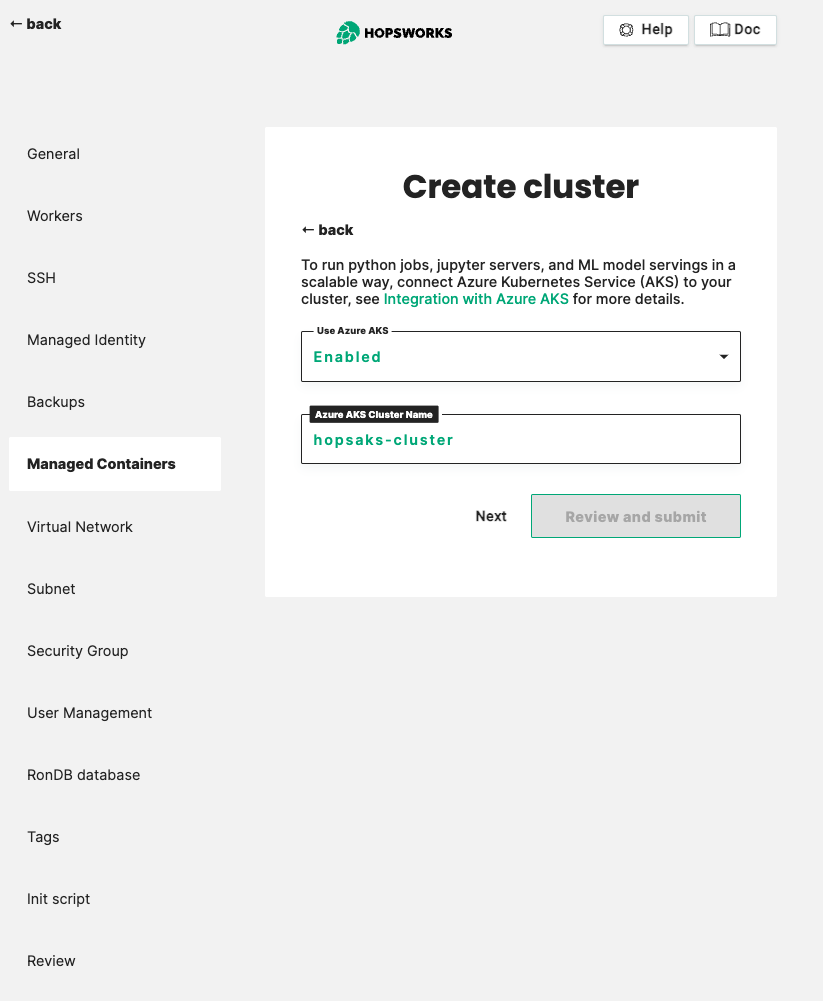 ← back
HOPSWORKS
Help
Doc
General
Workers
SSH
Managed Identity
Backups
Managed Containers
Virtual Network
Subnet
Security Group
User Management
RonDB database
Tags
Init script
Review
Create cluster
← back
To run python jobs, jupyter servers, and ML model servings in a
scalable way, connect Azure Kubernetes Service (AKS) to your
cluster, see Integration with Azure AKS for more details.
Use Azure AKS
Enabled
Azure AKS Cluster Name
hopsaks-cluster
Next
Review and submit